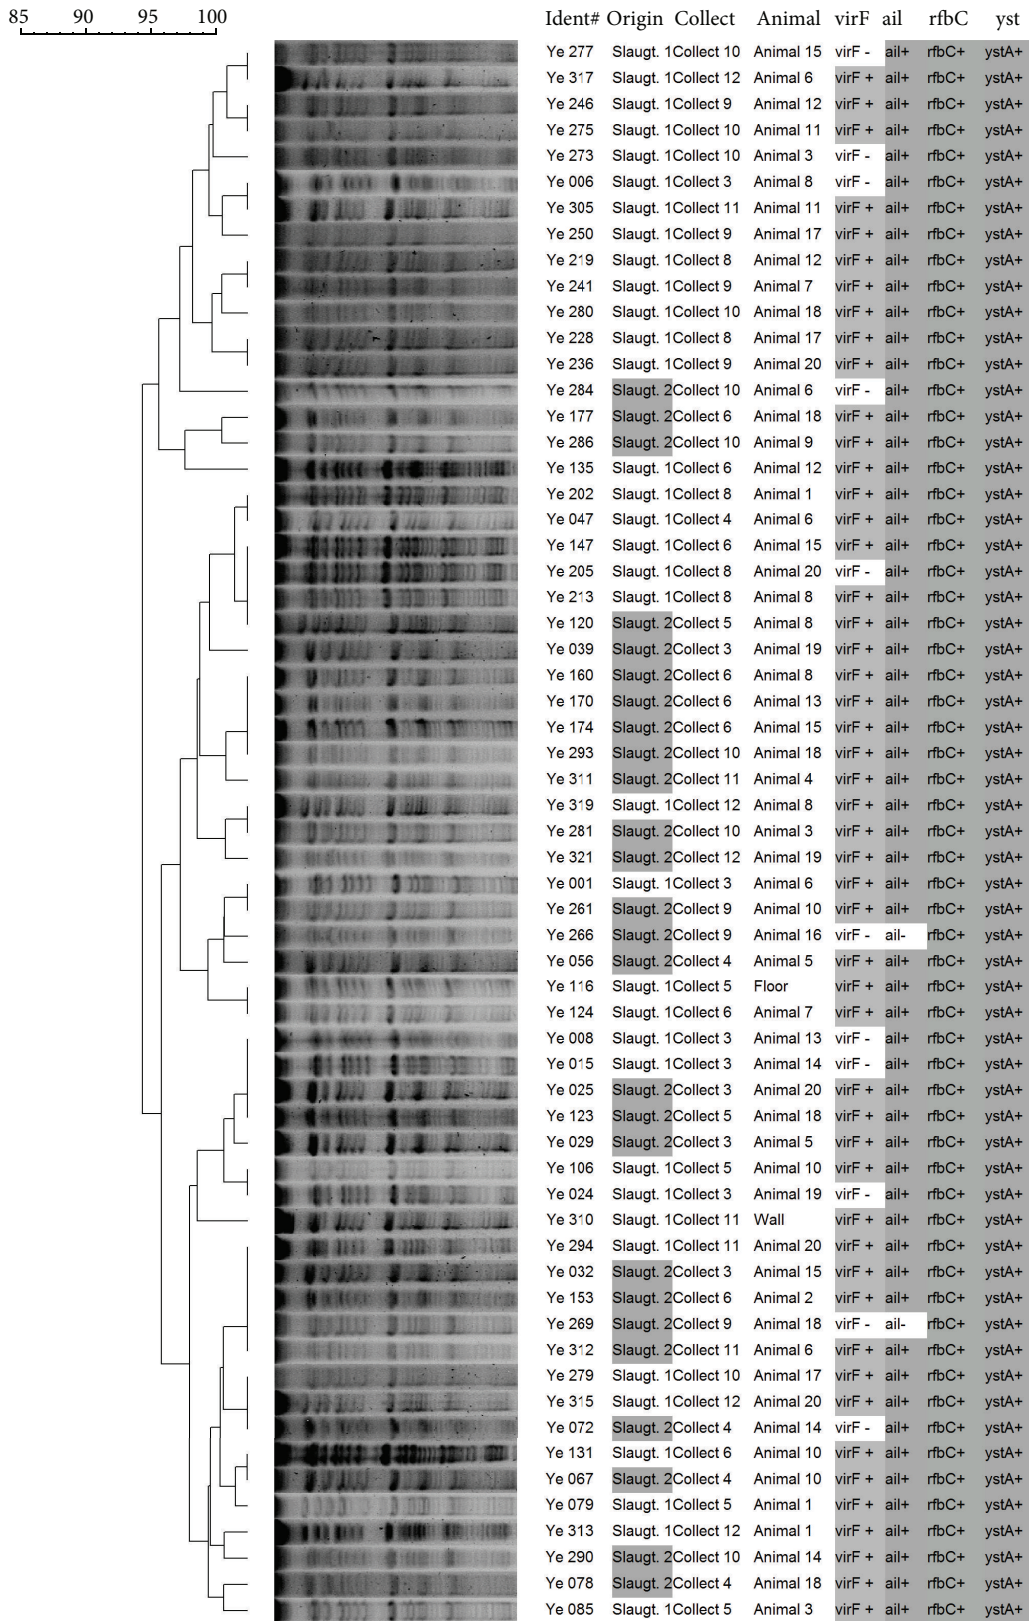 85 90 95 100
Ident# Origin Collect Animal virF ail rfbC yst
Ye 277 Slaugt. 1 Collect 10 Animal 15 virF - ail+ rfbC+ ystA+
Ye 317 Slaugt. 1 Collect 12 Animal 6 virF + ail+ rfbC+ ystA+
Ye 246 Slaugt. 1 Collect 9 Animal 12 virF + ail+ rfbC+ ystA+
Ye 275 Slaugt. 1 Collect 10 Animal 11 virF + ail+ rfbC+ ystA+
Ye 273 Slaugt. 1 Collect 10 Animal 3 virF - ail+ rfbC+ ystA+
Ye 006 Slaugt. 1 Collect 3 Animal 8 virF - ail+ rfbC+ ystA+
Ye 305 Slaugt. 1 Collect 11 Animal 11 virF + ail+ rfbC+ ystA+
Ye 250 Slaugt. 1 Collect 9 Animal 17 virF + ail+ rfbC+ ystA+
Ye 219 Slaugt. 1 Collect 8 Animal 12 virF + ail+ rfbC+ ystA+
Ye 241 Slaugt. 1 Collect 9 Animal 7 virF + ail+ rfbC+ ystA+
Ye 280 Slaugt. 1 Collect 10 Animal 18 virF + ail+ rfbC+ ystA+
Ye 228 Slaugt. 1 Collect 8 Animal 17 virF + ail+ rfbC+ ystA+
Ye 236 Slaugt. 1 Collect 9 Animal 20 virF + ail+ rfbC+ ystA+
Ye 284 Slaugt. 2 Collect 10 Animal 6 virF - ail+ rfbC+ ystA+
Ye 177 Slaugt. 2 Collect 6 Animal 18 virF + ail+ rfbC+ ystA+
Ye 286 Slaugt. 2 Collect 10 Animal 9 virF + ail+ rfbC+ ystA+
Ye 135 Slaugt. 1 Collect 6 Animal 12 virF + ail+ rfbC+ ystA+
Ye 202 Slaugt. 1 Collect 8 Animal 1 virF + ail+ rfbC+ ystA+
Ye 047 Slaugt. 1 Collect 4 Animal 6 virF + ail+ rfbC+ ystA+
Ye 147 Slaugt. 1 Collect 6 Animal 15 virF + ail+ rfbC+ ystA+
Ye 205 Slaugt. 1 Collect 8 Animal 20 virF - ail+ rfbC+ ystA+
Ye 213 Slaugt. 1 Collect 8 Animal 8 virF + ail+ rfbC+ ystA+
Ye 120 Slaugt. 2 Collect 5 Animal 8 virF + ail+ rfbC+ ystA+
Ye 039 Slaugt. 2 Collect 3 Animal 19 virF + ail+ rfbC+ ystA+
Ye 160 Slaugt. 2 Collect 6 Animal 8 virF + ail+ rfbC+ ystA+
Ye 170 Slaugt. 2 Collect 6 Animal 13 virF + ail+ rfbC+ ystA+
Ye 174 Slaugt. 2 Collect 6 Animal 15 virF + ail+ rfbC+ ystA+
Ye 293 Slaugt. 2 Collect 10 Animal 18 virF + ail+ rfbC+ ystA+
Ye 311 Slaugt. 2 Collect 11 Animal 4 virF + ail+ rfbC+ ystA+
Ye 319 Slaugt. 1 Collect 12 Animal 8 virF + ail+ rfbC+ ystA+
Ye 281 Slaugt. 2 Collect 10 Animal 3 virF + ail+ rfbC+ ystA+
Ye 321 Slaugt. 2 Collect 12 Animal 19 virF + ail+ rfbC+ ystA+
Ye 001 Slaugt. 1 Collect 3 Animal 6 virF + ail+ rfbC+ ystA+
Ye 261 Slaugt. 2 Collect 9 Animal 10 virF + ail+ rfbC+ ystA+
Ye 266 Slaugt. 2 Collect 9 Animal 16 virF - ail- rfbC+ ystA+
Ye 056 Slaugt. 2 Collect 4 Animal 5 virF + ail+ rfbC+ ystA+
Ye 116 Slaugt. 1 Collect 5 Floor virF + ail+ rfbC+ ystA+
Ye 124 Slaugt. 1 Collect 6 Animal 7 virF + ail+ rfbC+ ystA+
Ye 008 Slaugt. 1 Collect 3 Animal 13 virF - ail+ rfbC+ ystA+
Ye 015 Slaugt. 1 Collect 3 Animal 14 virF - ail+ rfbC+ ystA+
Ye 025 Slaugt. 2 Collect 3 Animal 20 virF + ail+ rfbC+ ystA+
Ye 123 Slaugt. 2 Collect 5 Animal 18 virF + ail+ rfbC+ ystA+
Ye 029 Slaugt. 2 Collect 3 Animal 5 virF + ail+ rfbC+ ystA+
Ye 106 Slaugt. 1 Collect 5 Animal 10 virF + ail+ rfbC+ ystA+
Ye 024 Slaugt. 1 Collect 3 Animal 19 virF - ail+ rfbC+ ystA+
Ye 310 Slaugt. 1 Collect 11 Wall virF + ail+ rfbC+ ystA+
Ye 294 Slaugt. 1 Collect 11 Animal 20 virF + ail+ rfbC+ ystA+
Ye 032 Slaugt. 2 Collect 3 Animal 15 virF + ail+ rfbC+ ystA+
Ye 153 Slaugt. 2 Collect 6 Animal 2 virF + ail+ rfbC+ ystA+
Ye 269 Slaugt. 2 Collect 9 Animal 18 virF - ail- rfbC+ ystA+
Ye 312 Slaugt. 2 Collect 11 Animal 6 virF + ail+ rfbC+ ystA+
Ye 279 Slaugt. 1 Collect 10 Animal 17 virF + ail+ rfbC+ ystA+
Ye 315 Slaugt. 1 Collect 12 Animal 20 virF + ail+ rfbC+ ystA+
Ye 072 Slaugt. 2 Collect 4 Animal 14 virF - ail+ rfbC+ ystA+
Ye 131 Slaugt. 1 Collect 6 Animal 10 virF + ail+ rfbC+ ystA+
Ye 067 Slaugt. 2 Collect 4 Animal 10 virF + ail+ rfbC+ ystA+
Ye 079 Slaugt. 1 Collect 5 Animal 1 virF + ail+ rfbC+ ystA+
Ye 313 Slaugt. 1 Collect 12 Animal 1 virF + ail+ rfbC+ ystA+
Ye 290 Slaugt. 2 Collect 10 Animal 14 virF + ail+ rfbC+ ystA+
Ye 078 Slaugt. 2 Collect 4 Animal 18 virF + ail+ rfbC+ ystA+
Ye 085 Slaugt. 1 Collect 5 Animal 3 virF + ail+ rfbC+ ystA+